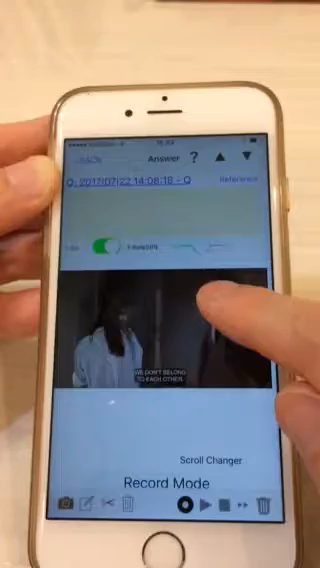 BACK Answer ?
Q: 2017/07/22 14:08:18 - Q Reference
WE DON'T BELONG
TO EACH OTHER.
Scroll Changer
Record Mode